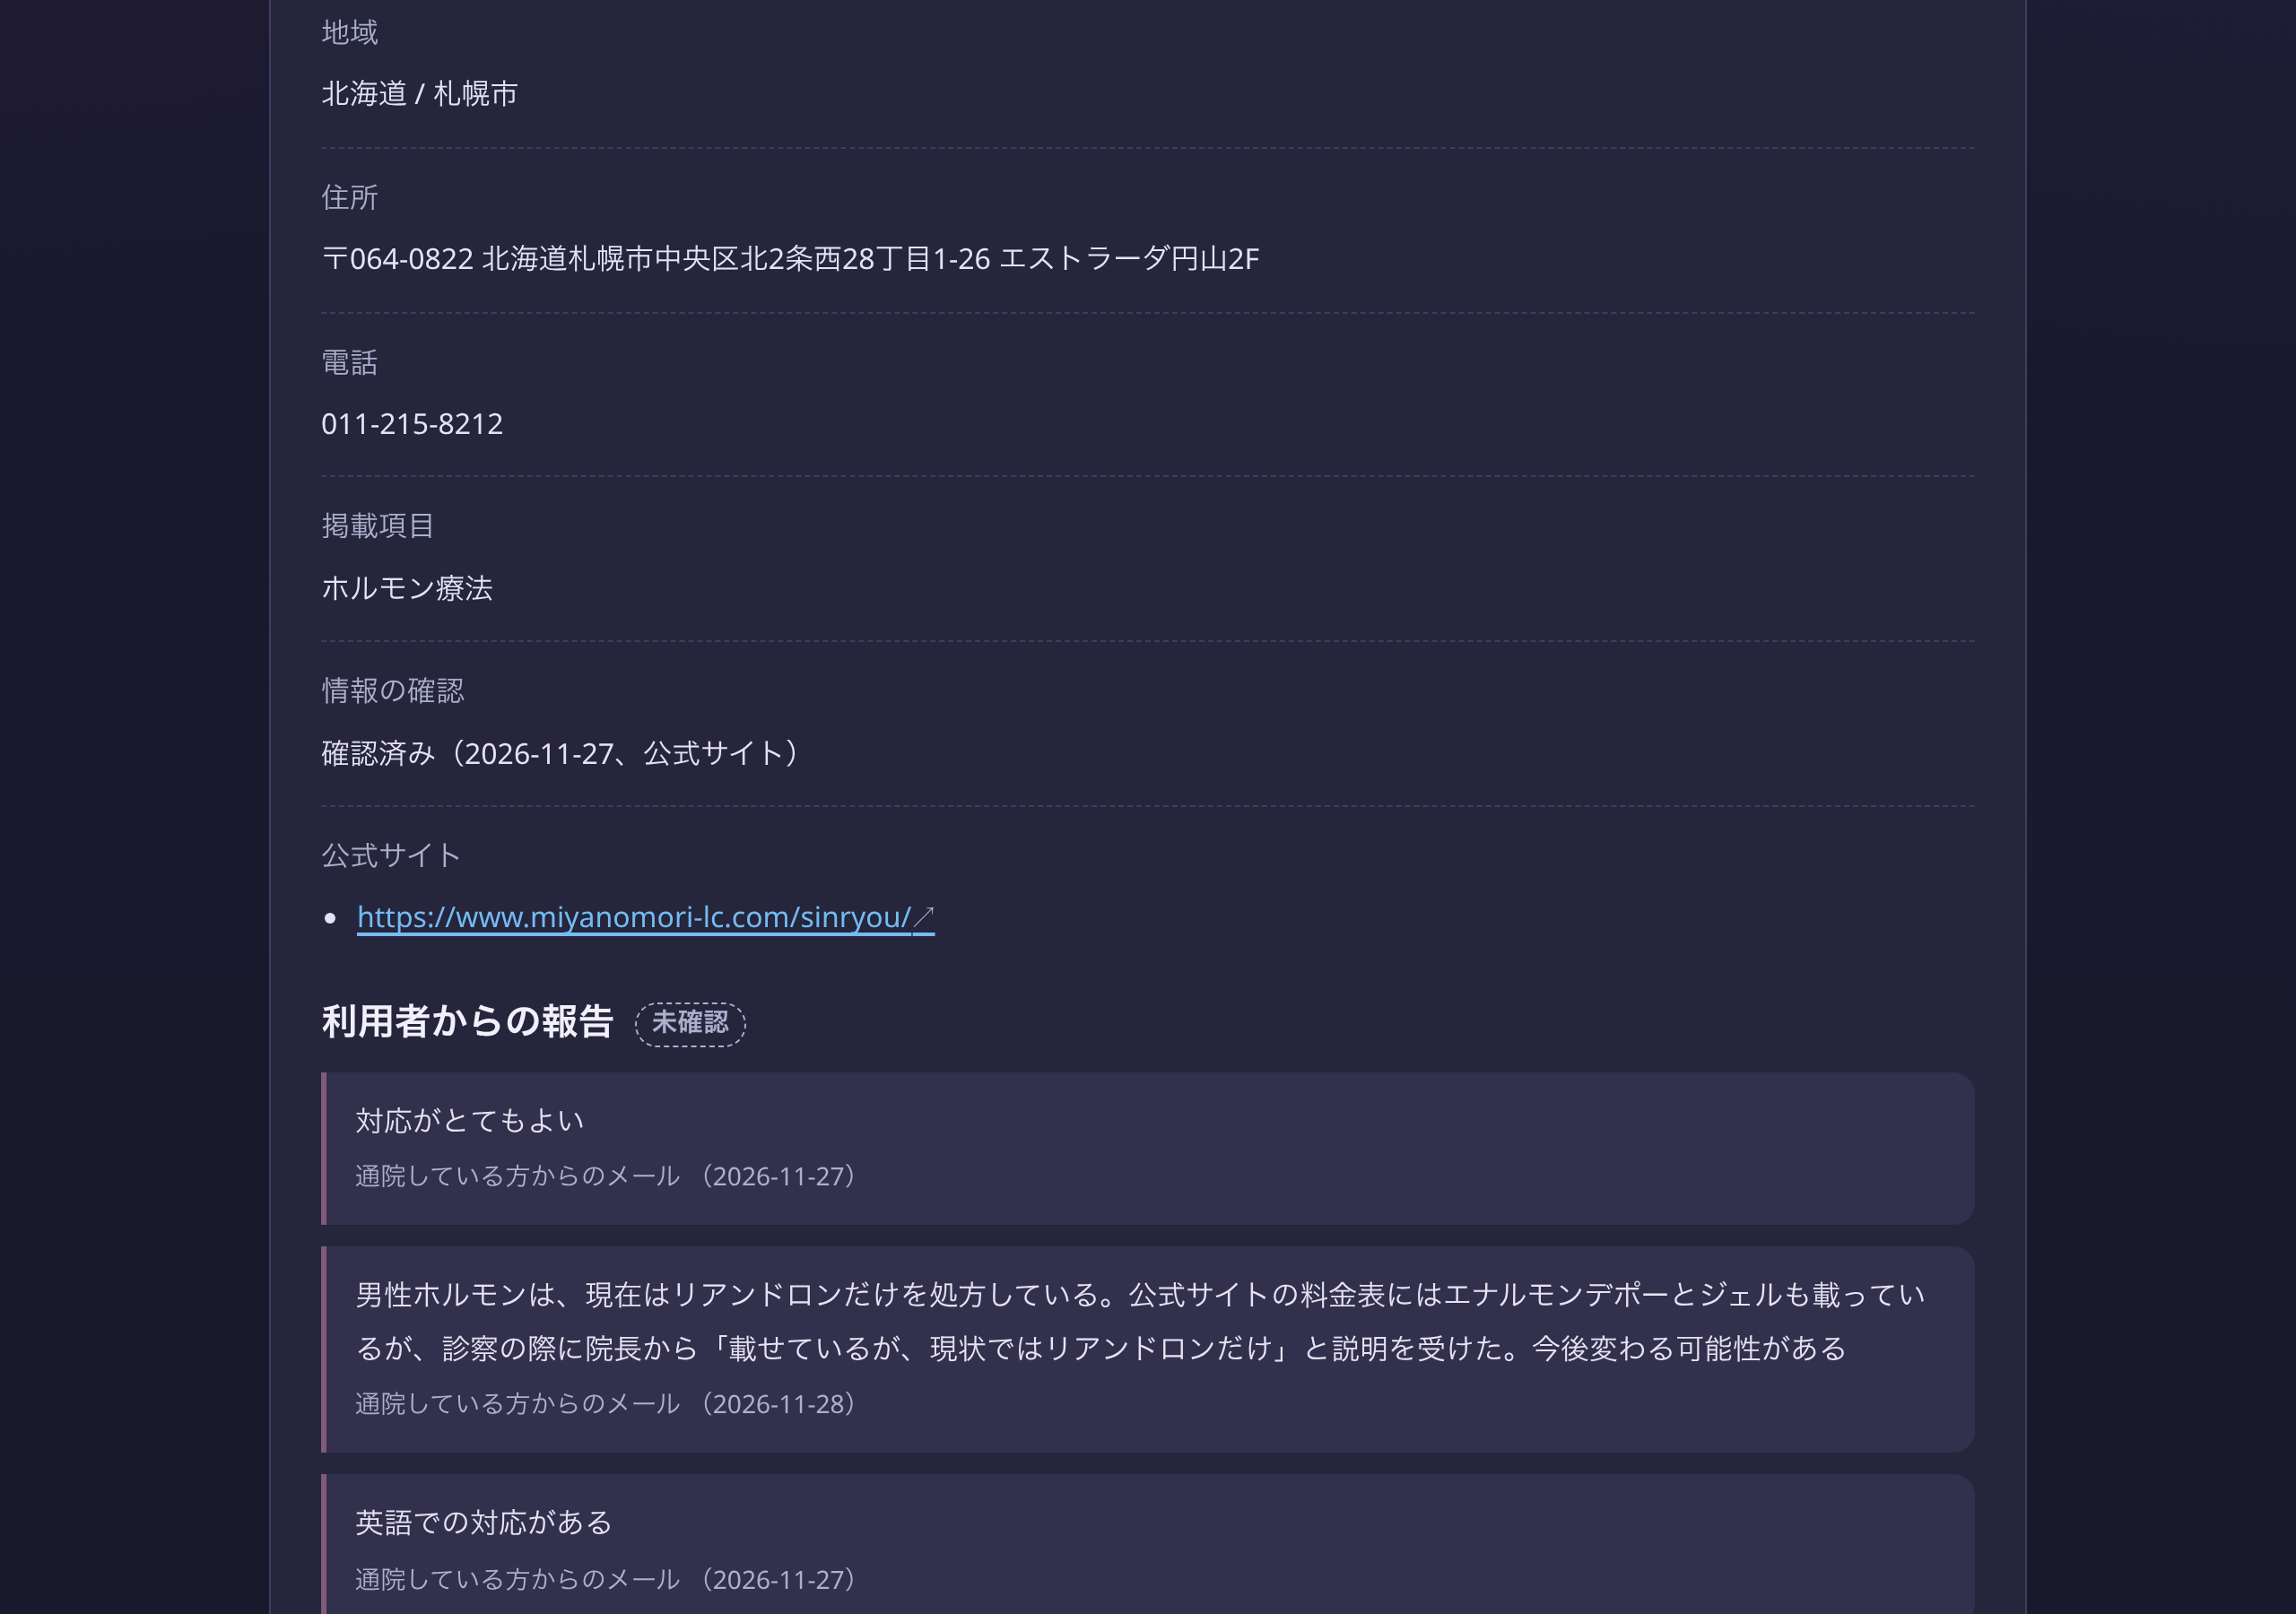 地域
北海道 / 札幌市
住所
〒064-0822 北海道札幌市中央区北2条西28丁目1-26 エストラーダ円山2F
電話
011-215-8212
掲載項目
ホルモン療法
情報の確認
確認済み（2026-11-27、公式サイト）
公式サイト
• https://www.miyanomori-lc.com/sinryou/↗
利用者からの報告 未確認
対応がとてもよい
通院している方からのメール （2026-11-27）
男性ホルモンは、現在はリアンドロンだけを処方している。公式サイトの料金表にはエナルモンデポーとジェルも載ってい
るが、診察の際に院長から「載せているが、現状ではリアンドロンだけ」と説明を受けた。今後変わる可能性がある
通院している方からのメール （2026-11-28）
英語での対応がある
通院している方からのメール （2026-11-27）